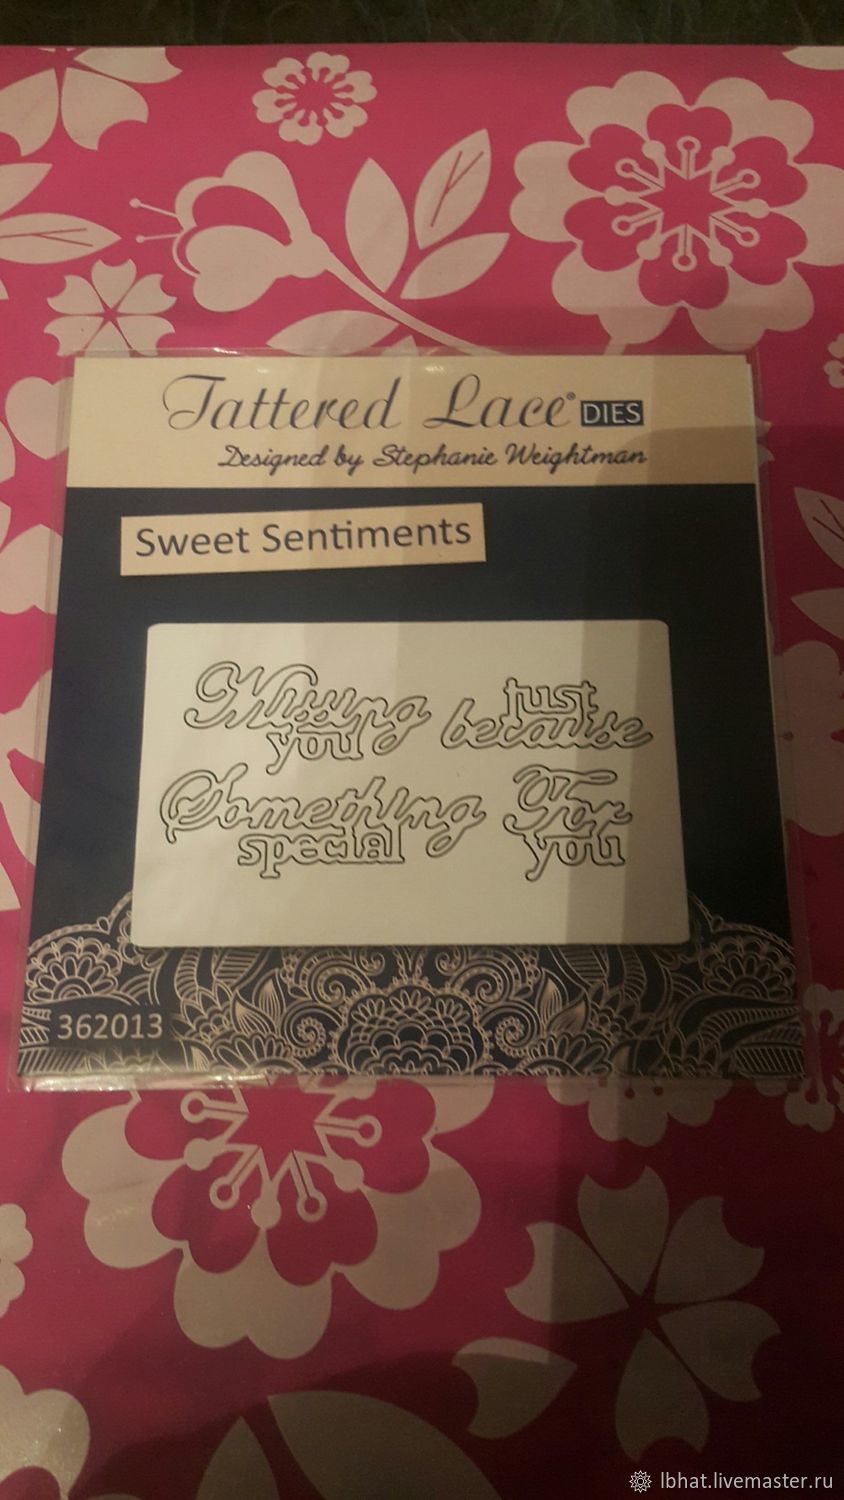 Tattered Lace® DIES
Designed by Stephanie Weightman
Sweet Sentiments
Missing you
just because
Something special
For you
362013
lbhat.livemaster.ru